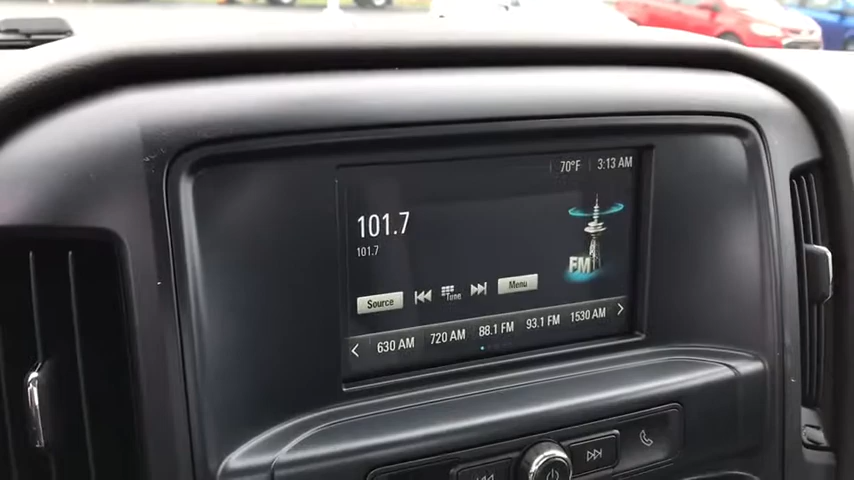 70°F 3:13 AM
101.7
101.7
FM
Source Tune Menu
630 AM 720 AM 88.1 FM 93.1 FM 1530 AM